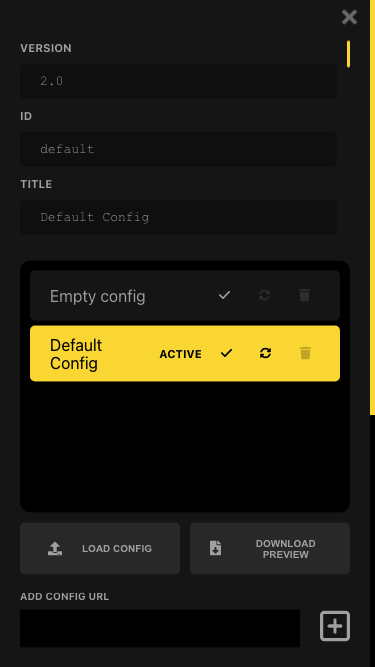 VERSION
2.0
ID
default
TITLE
Default Config
Empty config
Default
Config
ACTIVE
LOAD CONFIG
DOWNLOAD
PREVIEW
ADD CONFIG URL